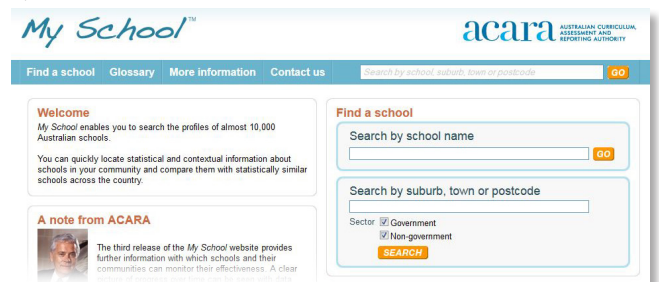 My School™
acara AUSTRALIAN CURRICULUM,
ASSESSMENT AND
REPORTING AUTHORITY
Find a school Glossary More information Contact us Search by school, suburb, town or postcode GO
Welcome
My School enables you to search the profiles of almost 10,000
Australian schools.
You can quickly locate statistical and contextual information about
schools in your community and compare them with statistically similar
schools across the country.
A note from ACARA
The third release of the My School website provides
further information with which schools and their
communities can monitor their effectiveness. A clear
Find a school
Search by school name
GO
Search by suburb, town or postcode
Sector Government
Non-government
SEARCH